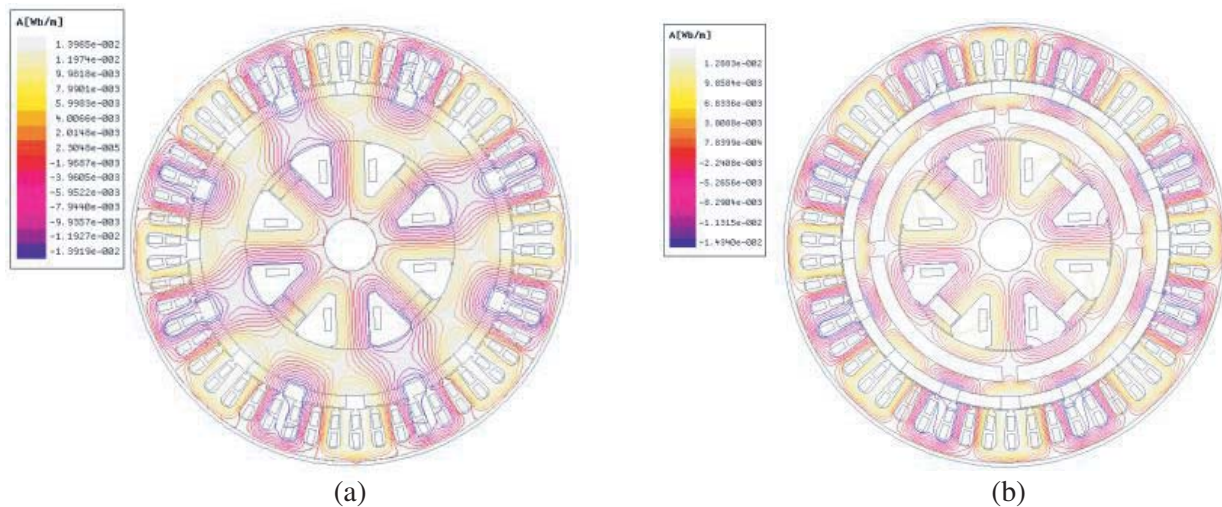 A[Wb/m]
1.3965e-002
1.1974e-002
9.9818e-003
7.9901e-003
5.9983e-003
4.0066e-003
2.0148e-003
2.3048e-005
-1.9687e-003
-3.9605e-003
-5.9522e-003
-7.9440e-003
-9.9357e-003
-1.1927e-002
-1.3919e-002
A[Wb/m]
1.2883e-002
9.8584e-003
6.8336e-003
3.8088e-003
7.8399e-004
-2.2408e-003
-5.2656e-003
-8.2904e-003
-1.1315e-002
-1.4340e-002
(a)
(b)